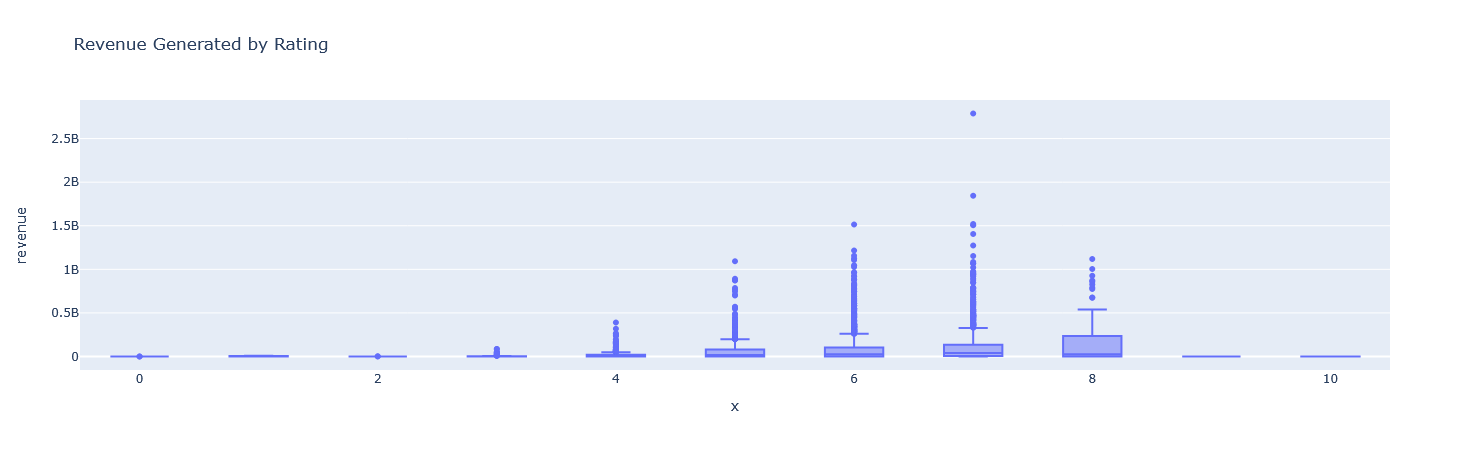 Revenue Generated by Rating
2.5B
2B
1.5B
1B
0.5B
0
revenue
0 2 4 6 8 10
x